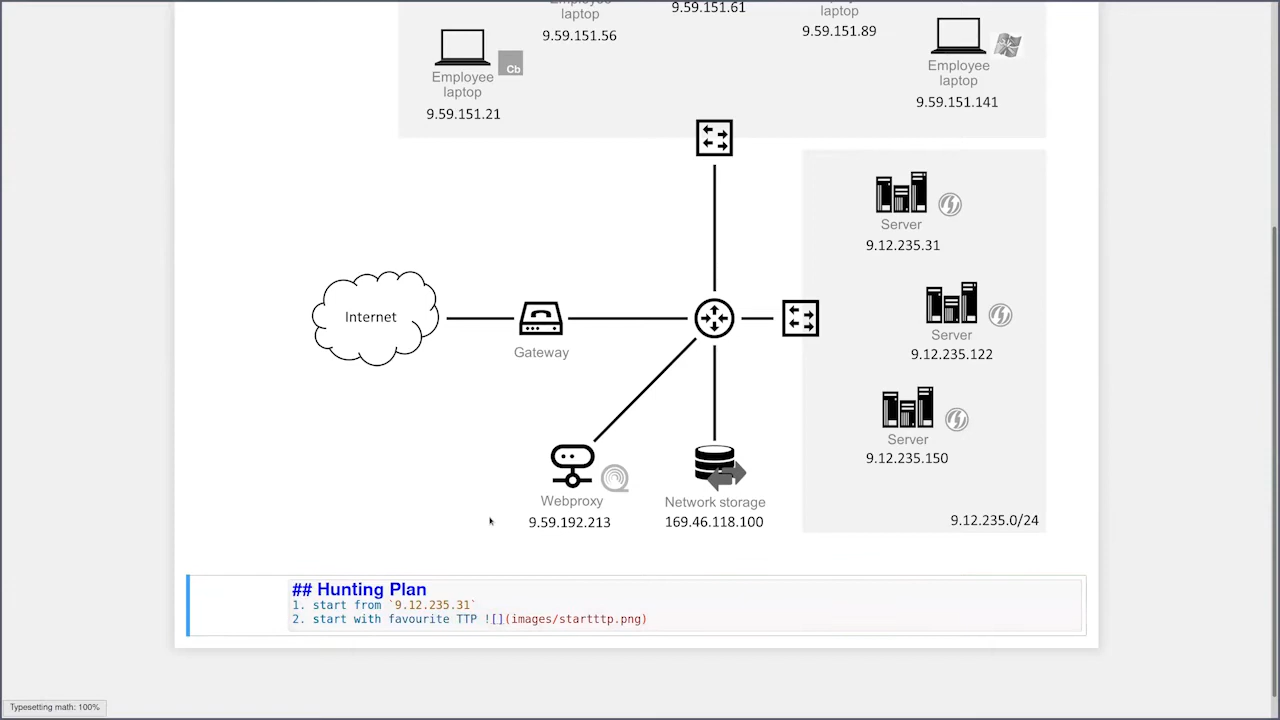 Employee
laptop
9.59.151.56
9.59.151.61
laptop
9.59.151.89
Cb
Employee
laptop
9.59.151.21
Employee
laptop
9.59.151.141
Server
9.12.235.31
Internet
Gateway
Server
9.12.235.122
Server
9.12.235.150
Webproxy
9.59.192.213
Network storage
169.46.118.100
9.12.235.0/24
## Hunting Plan
1. start from `9.12.235.31`
2. start with favourite TTP ![](images/startttp.png)
Typesetting math: 100%